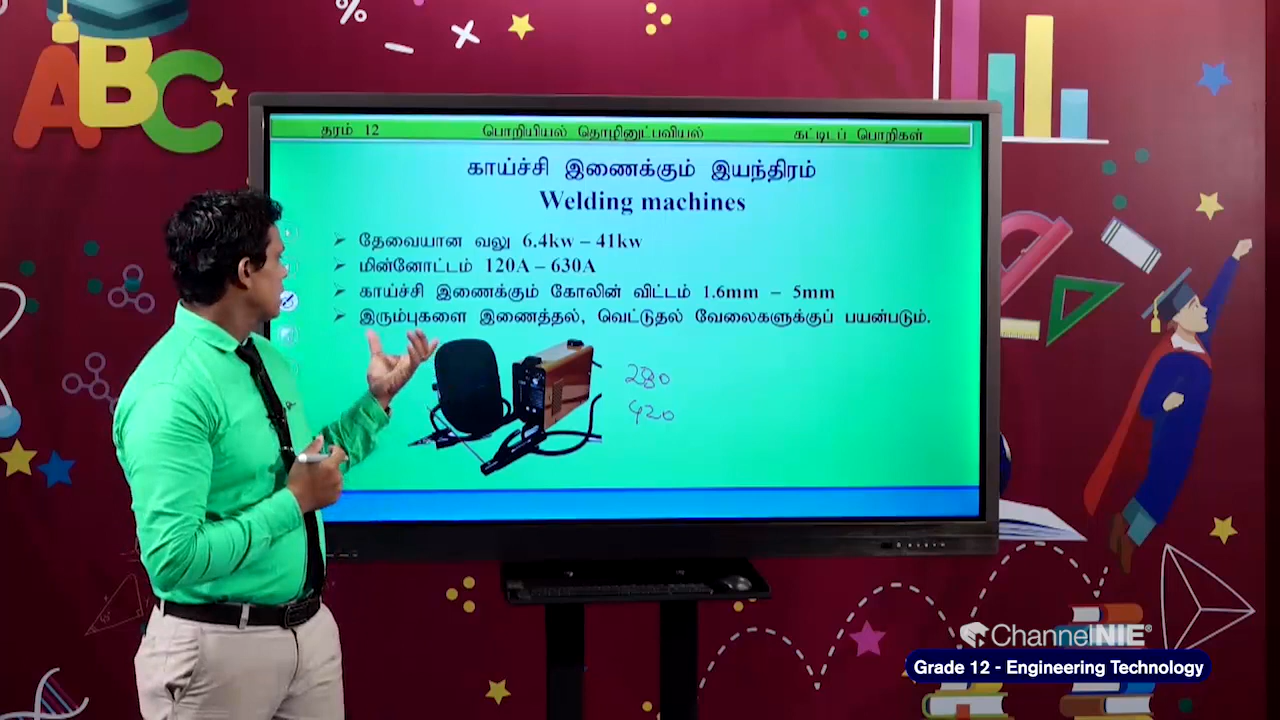 %
ABC
தரம் 12 பொறியியல் தொழினுட்பவியல் கட்டிடப் பொறிகள்
காய்ச்சி இணைக்கும் இயந்திரம்
Welding machines
➢ தேவையான வலு 6.4kw – 41kw
➢ மின்னோட்டம் 120A – 630A
➢ காய்ச்சி இணைக்கும் கோலின் விட்டம் 1.6mm – 5mm
➢ இரும்புகளை இணைத்தல், வெட்டுதல் வேலைகளுக்குப் பயன்படும்.
280
420
ChannelNIE®
Grade 12 - Engineering Technology